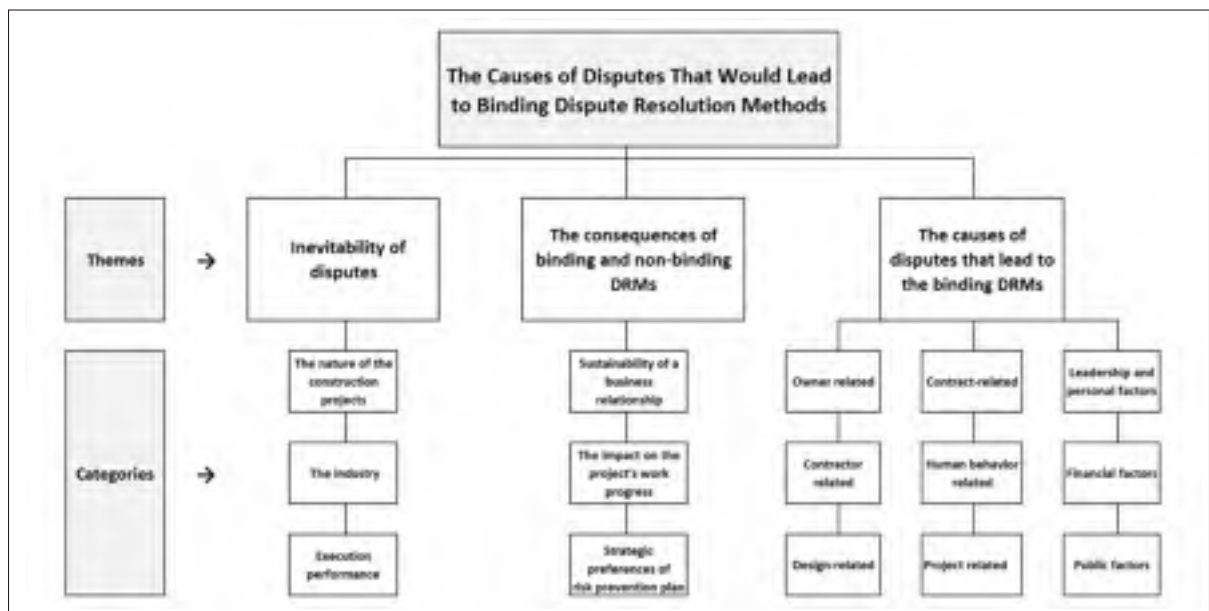 The Causes of Disputes That Would Lead
to Binding Dispute Resolution Methods
Themes
→
Inevitability of
disputes
The consequences of
binding and non-binding
DRMs
The causes of
disputes that lead to
the binding DRMs
Categories
→
The nature of the
construction
projects
The industry
Execution
performance
Sustainability of a
business
relationship
The impact on the
project's work
progress
Strategic
preferences of
risk prevention plan
Owner related
Contractor
related
Design-related
Contract-related
Human behavior
related
Project related
Leadership and
personal factors
Financial factors
Public factors